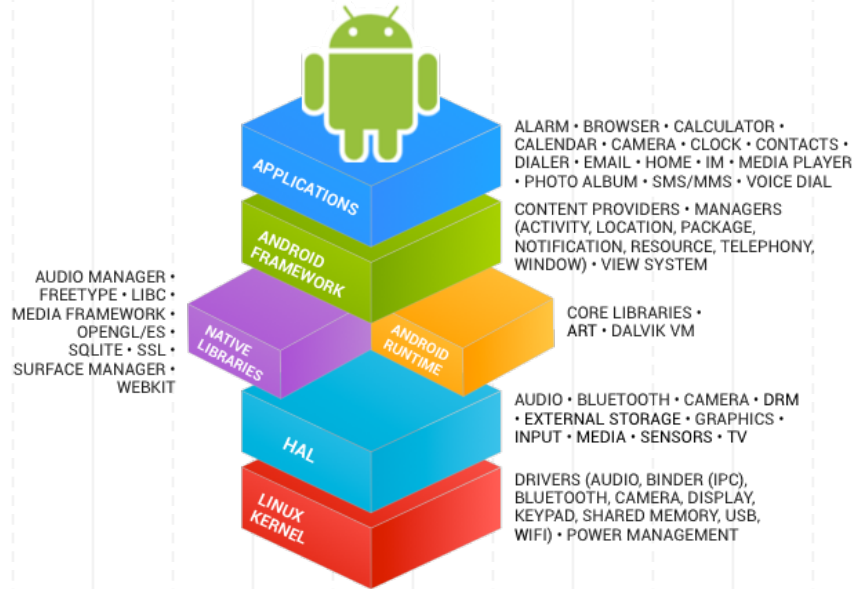 APPLICATIONS
ALARM • BROWSER • CALCULATOR •
CALENDAR • CAMERA • CLOCK • CONTACTS •
DIALER • EMAIL • HOME • IM • MEDIA PLAYER
• PHOTO ALBUM • SMS/MMS • VOICE DIAL
ANDROID
FRAMEWORK
CONTENT PROVIDERS • MANAGERS
(ACTIVITY, LOCATION, PACKAGE,
NOTIFICATION, RESOURCE, TELEPHONY,
WINDOW) • VIEW SYSTEM
AUDIO MANAGER •
FREETYPE • LIBC •
MEDIA FRAMEWORK •
OPENGL/ES •
SQLITE • SSL •
SURFACE MANAGER •
WEBKIT
NATIVE
LIBRARIES
ANDROID
RUNTIME
CORE LIBRARIES •
ART • DALVIK VM
HAL
AUDIO • BLUETOOTH • CAMERA • DRM
• EXTERNAL STORAGE • GRAPHICS •
INPUT • MEDIA • SENSORS • TV
LINUX
KERNEL
DRIVERS (AUDIO, BINDER (IPC),
BLUETOOTH, CAMERA, DISPLAY,
KEYPAD, SHARED MEMORY, USB,
WIFI) • POWER MANAGEMENT